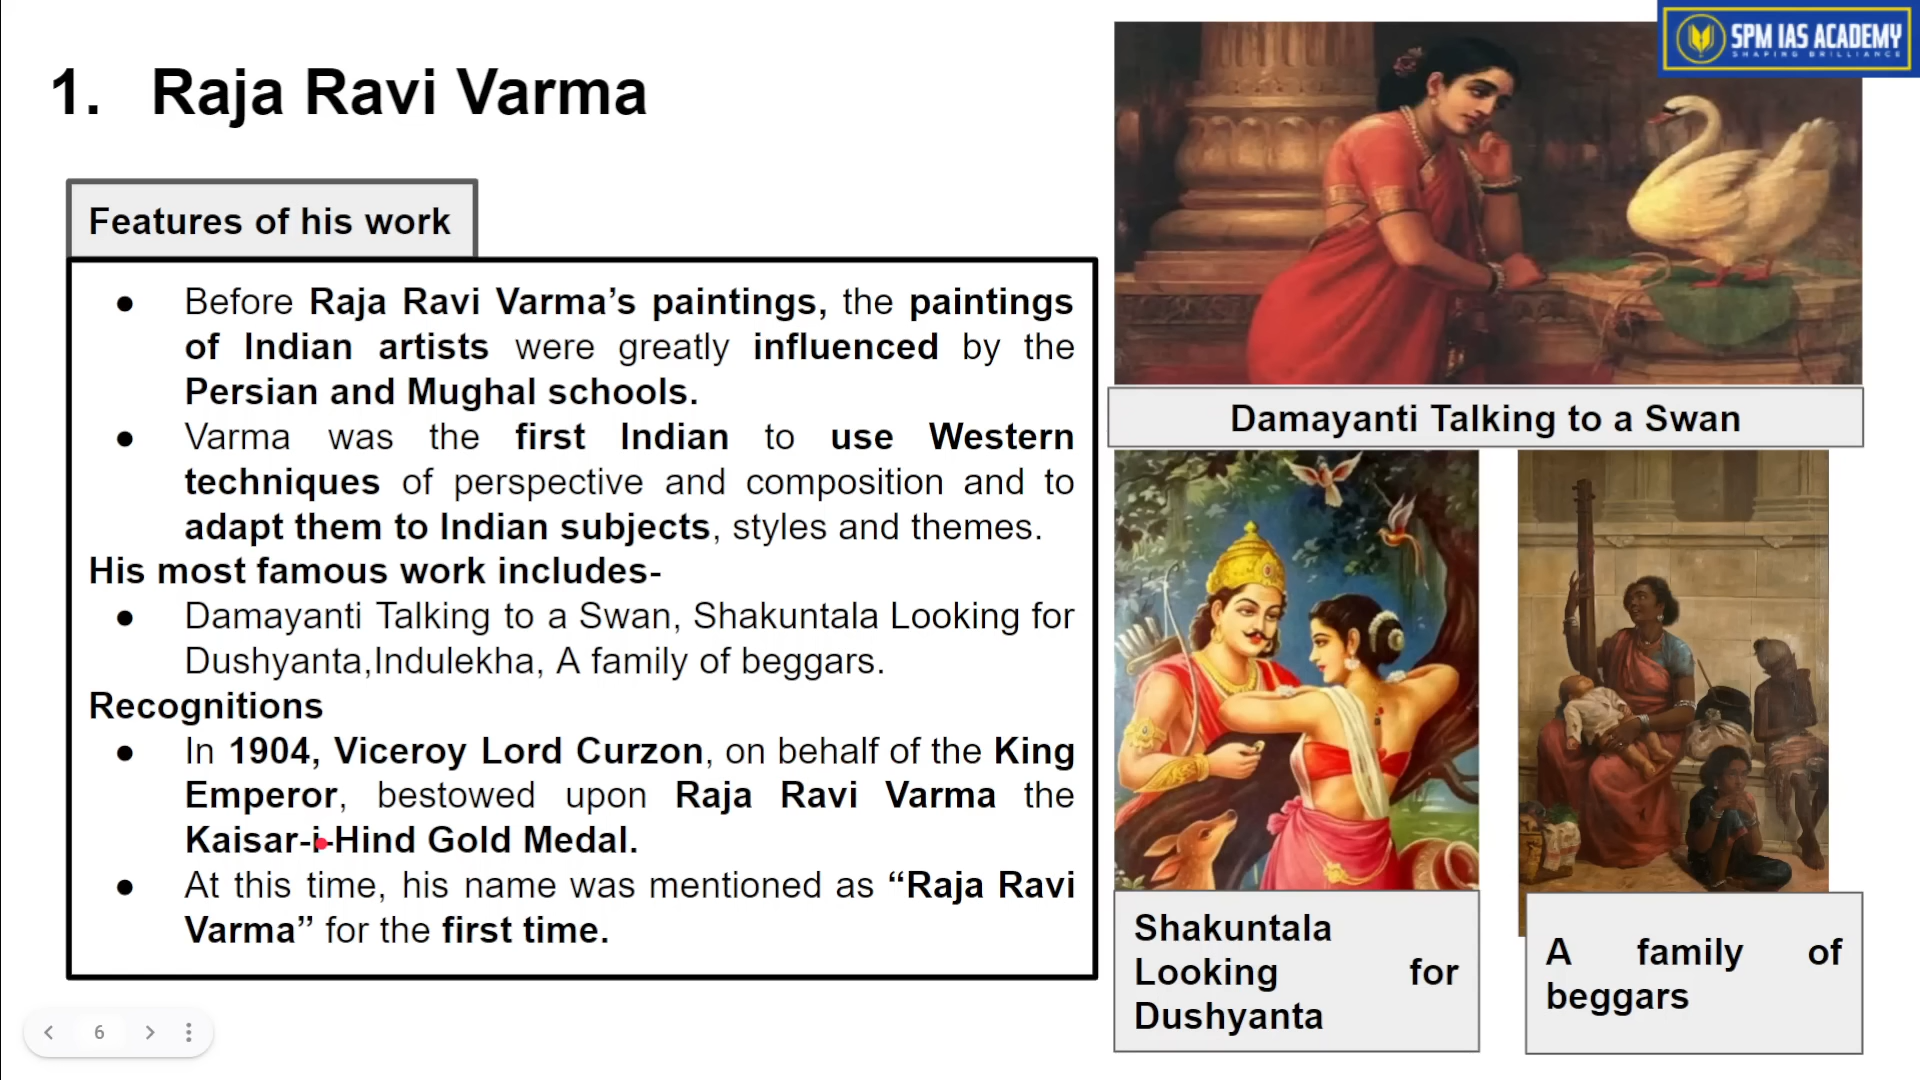 SPM IAS ACADEMY
SHAPING BRILLIANCE
1. Raja Ravi Varma
Features of his work
● Before Raja Ravi Varma’s paintings, the paintings
of Indian artists were greatly influenced by the
Persian and Mughal schools.
● Varma was the first Indian to use Western
techniques of perspective and composition and to
adapt them to Indian subjects, styles and themes.
His most famous work includes-
● Damayanti Talking to a Swan, Shakuntala Looking for
Dushyanta,Indulekha, A family of beggars.
Recognitions
● In 1904, Viceroy Lord Curzon, on behalf of the King
Emperor, bestowed upon Raja Ravi Varma the
Kaisar-i-Hind Gold Medal.
● At this time, his name was mentioned as “Raja Ravi
Varma” for the first time.
Damayanti Talking to a Swan
Shakuntala
Looking for
Dushyanta
A family of
beggars
6